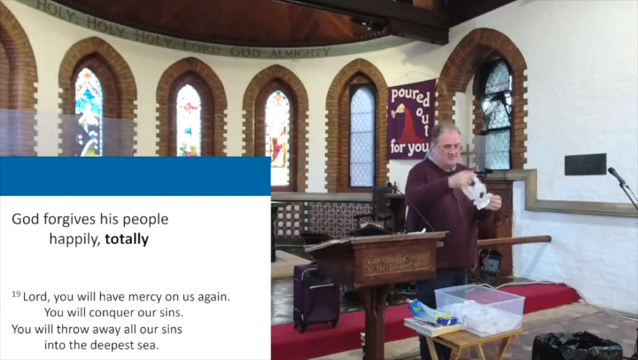 HOLY, HOLY, HOLY, LORD GOD ALMIGHTY
poured
out
for you
God forgives his people
happily, totally
19 Lord, you will have mercy on us again.
You will conquer our sins.
You will throw away all our sins
into the deepest sea.